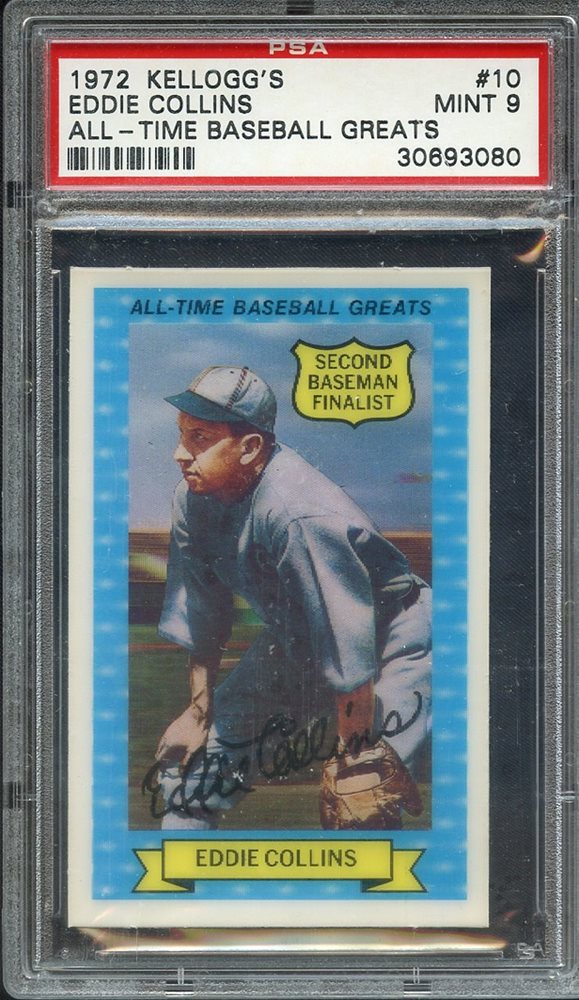 PSA
1972 KELLOGG'S #10
EDDIE COLLINS MINT 9
ALL-TIME BASEBALL GREATS
30693080
ALL-TIME BASEBALL GREATS
SECOND
BASEMAN
FINALIST
Eddie Collins
EDDIE COLLINS
PSA